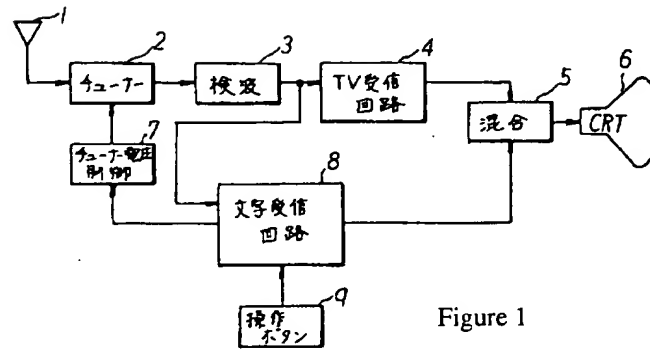 1
2
3
4
5
6
7
8
9
チューナー
検波
TV受信
回路
混合
CRT
チューナー電圧
制御
文字受信
回路
操作
ボタン
Figure 1